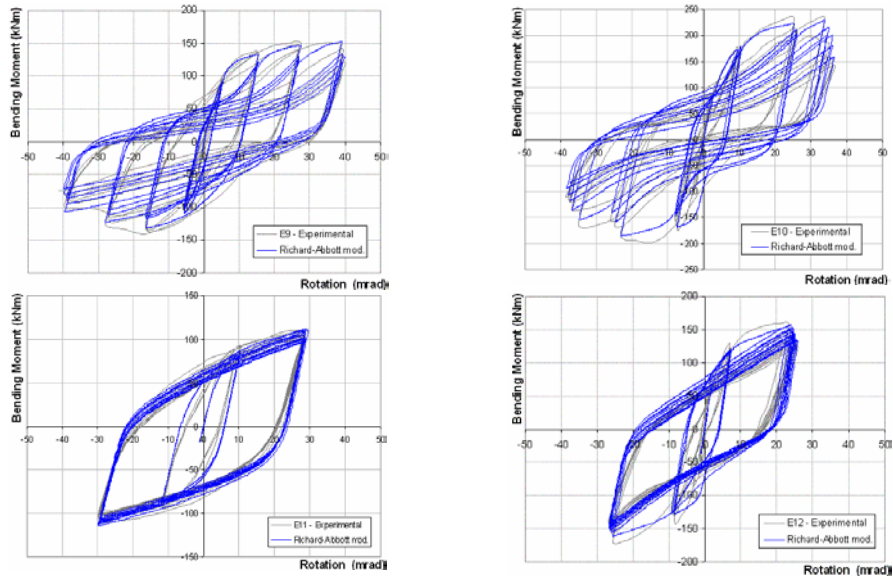 Bending Moment (kNm)
200
150
100
50
0
-50 -40 -30 -20 -10 0 10 20 30 40 50
-50
-100
-150
-200
E9 - Experimental
Richard-Abbott mod.
Rotation (mrad)
Bending Moment (kNm)
250
200
150
100
50
0
-50 -40 -30 -20 -10 0 10 20 30 40 50
-50
-100
-150
-200
-250
E10 - Experimental
Richard-Abbott mod.
Rotation (mrad)
Bending Moment (kNm)
150
100
50
0
-50 -40 -30 -20 -10 0 10 20 30 40 50
-50
-100
-150
E11 - Experimental
Richard-Abbott mod.
Rotation (mrad)
Bending Moment (kNm)
200
150
100
50
0
-50 -40 -30 -20 -10 0 10 20 30 40 50
-50
-100
-150
-200
E12 - Experimental
Richard-Abbott mod.
Rotation (mrad)